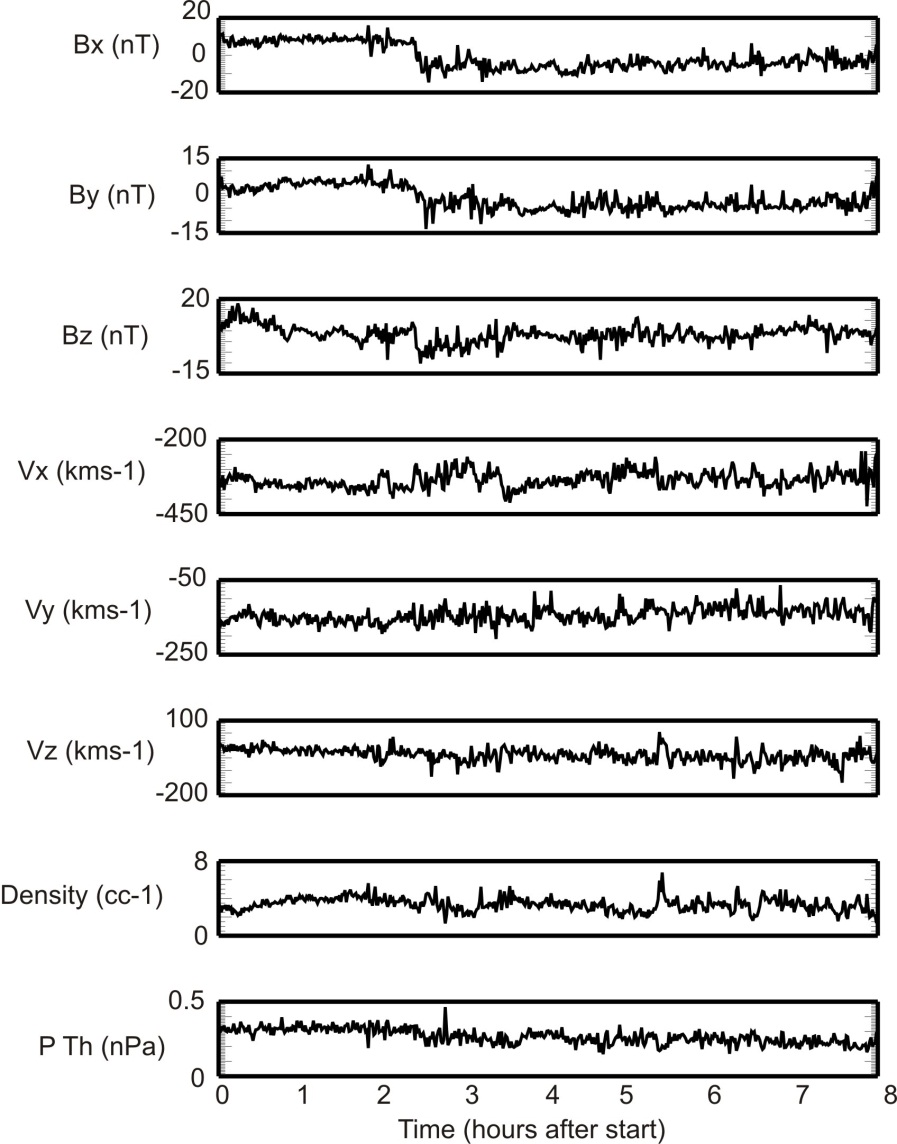 20
Bx (nT)
0
-20
15
By (nT)
0
-15
20
Bz (nT)
-15
-200
Vx (kms-1)
-450
-50
Vy (kms-1)
-250
100
Vz (kms-1)
-200
8
Density (cc-1)
0
0.5
P Th (nPa)
0
0 1 2 3 4 5 6 7 8
Time (hours after start)